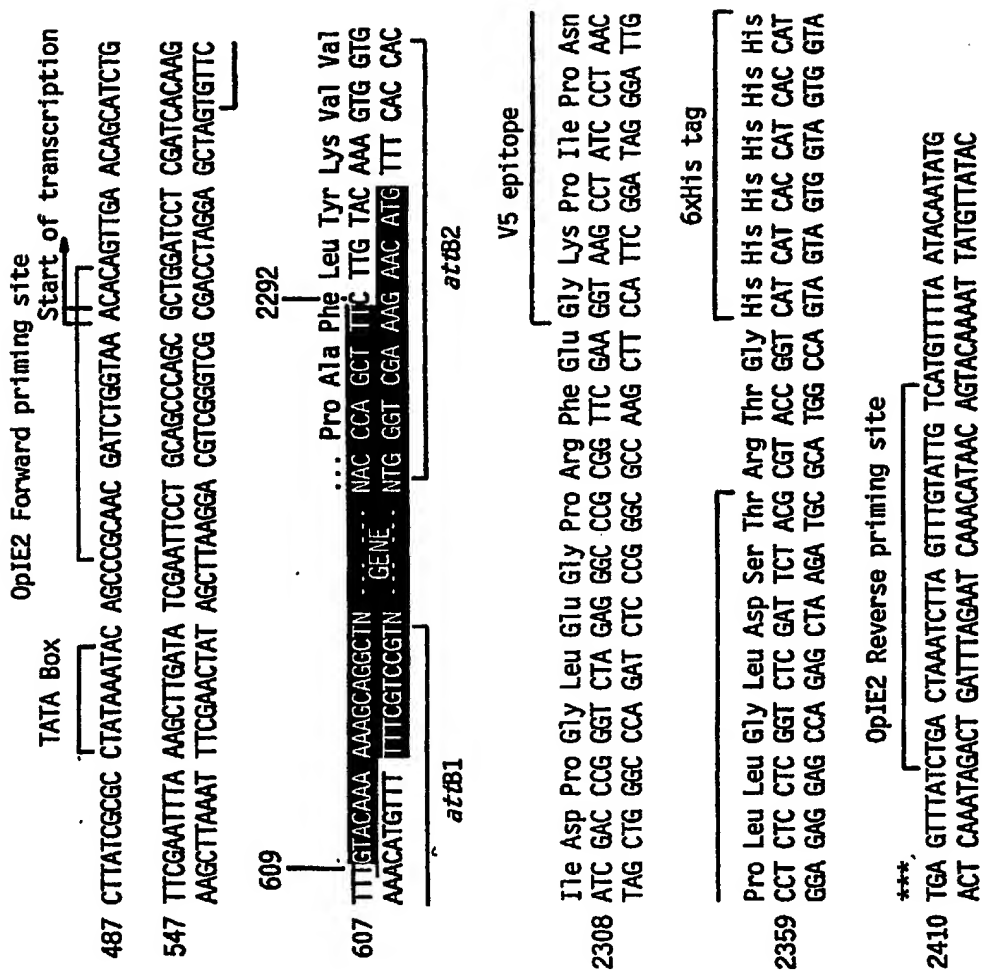 OpIE2 Forward priming site
TATA Box
Start of transcription
487 CTTATCGCGC CTATAAATAC AGCCCGCAAC GATCTGGTAA ACACAGTTGA ACAGCATCTG
547 TTCGAATTTA AAGCTTGATA TCGAATTCCT GCAGCCCAGC GCTGGATCCT CGATCACAAG
AAGCTTAAAT TTCGAACTAT AGCTTAAGGA CGTCGGGTCG CGACCTAGGA GCTAGTGTTC
609
2292
... Pro Ala Phe Leu Tyr Lys Val Val
607 TTTGTACAAA AAAGCAGGCTN ------ NAC CCA GCT TTC TTG TAC AAA GTG GTG
GENE
AAACATGTTT TTTCGTCCGTN ------ NTG GGT CGA AAG AAC ATG TTT CAC CAC
attB1
attB2
V5 epitope
Ile Asp Pro Gly Leu Glu Gly Pro Arg Phe Glu Gly Lys Pro Ile Pro Asn
2308 ATC GAC CCG GGT CTA GAG GGC CCG CGG TTC GAA GGT AAG CCT ATC CCT AAC
TAG CTG GGC CCA GAT CTC CCG GGC GCC AAG CTT CCA TTC GGA TAG GGA TTG
6xHis tag
Pro Leu Leu Gly Leu Asp Ser Thr Arg Thr Gly His His His His His His
2359 CCT CTC CTC GGT CTC GAT TCT ACG CGT ACC GGT CAT CAT CAC CAT CAC CAT
GGA GAG GAG CCA GAG CTA AGA TGC GCA TGG CCA GTA GTA GTG GTA GTG GTA
OpIE2 Reverse priming site
***
2410 TGA GTTTATCTGA CTAAATCTTA GTTTGTATTG TCATGTTTTA ATACAATATG
ACT CAAATAGACT GATTTAGAAT CAAACATAAC AGTACAAAAT TATGTTATAC